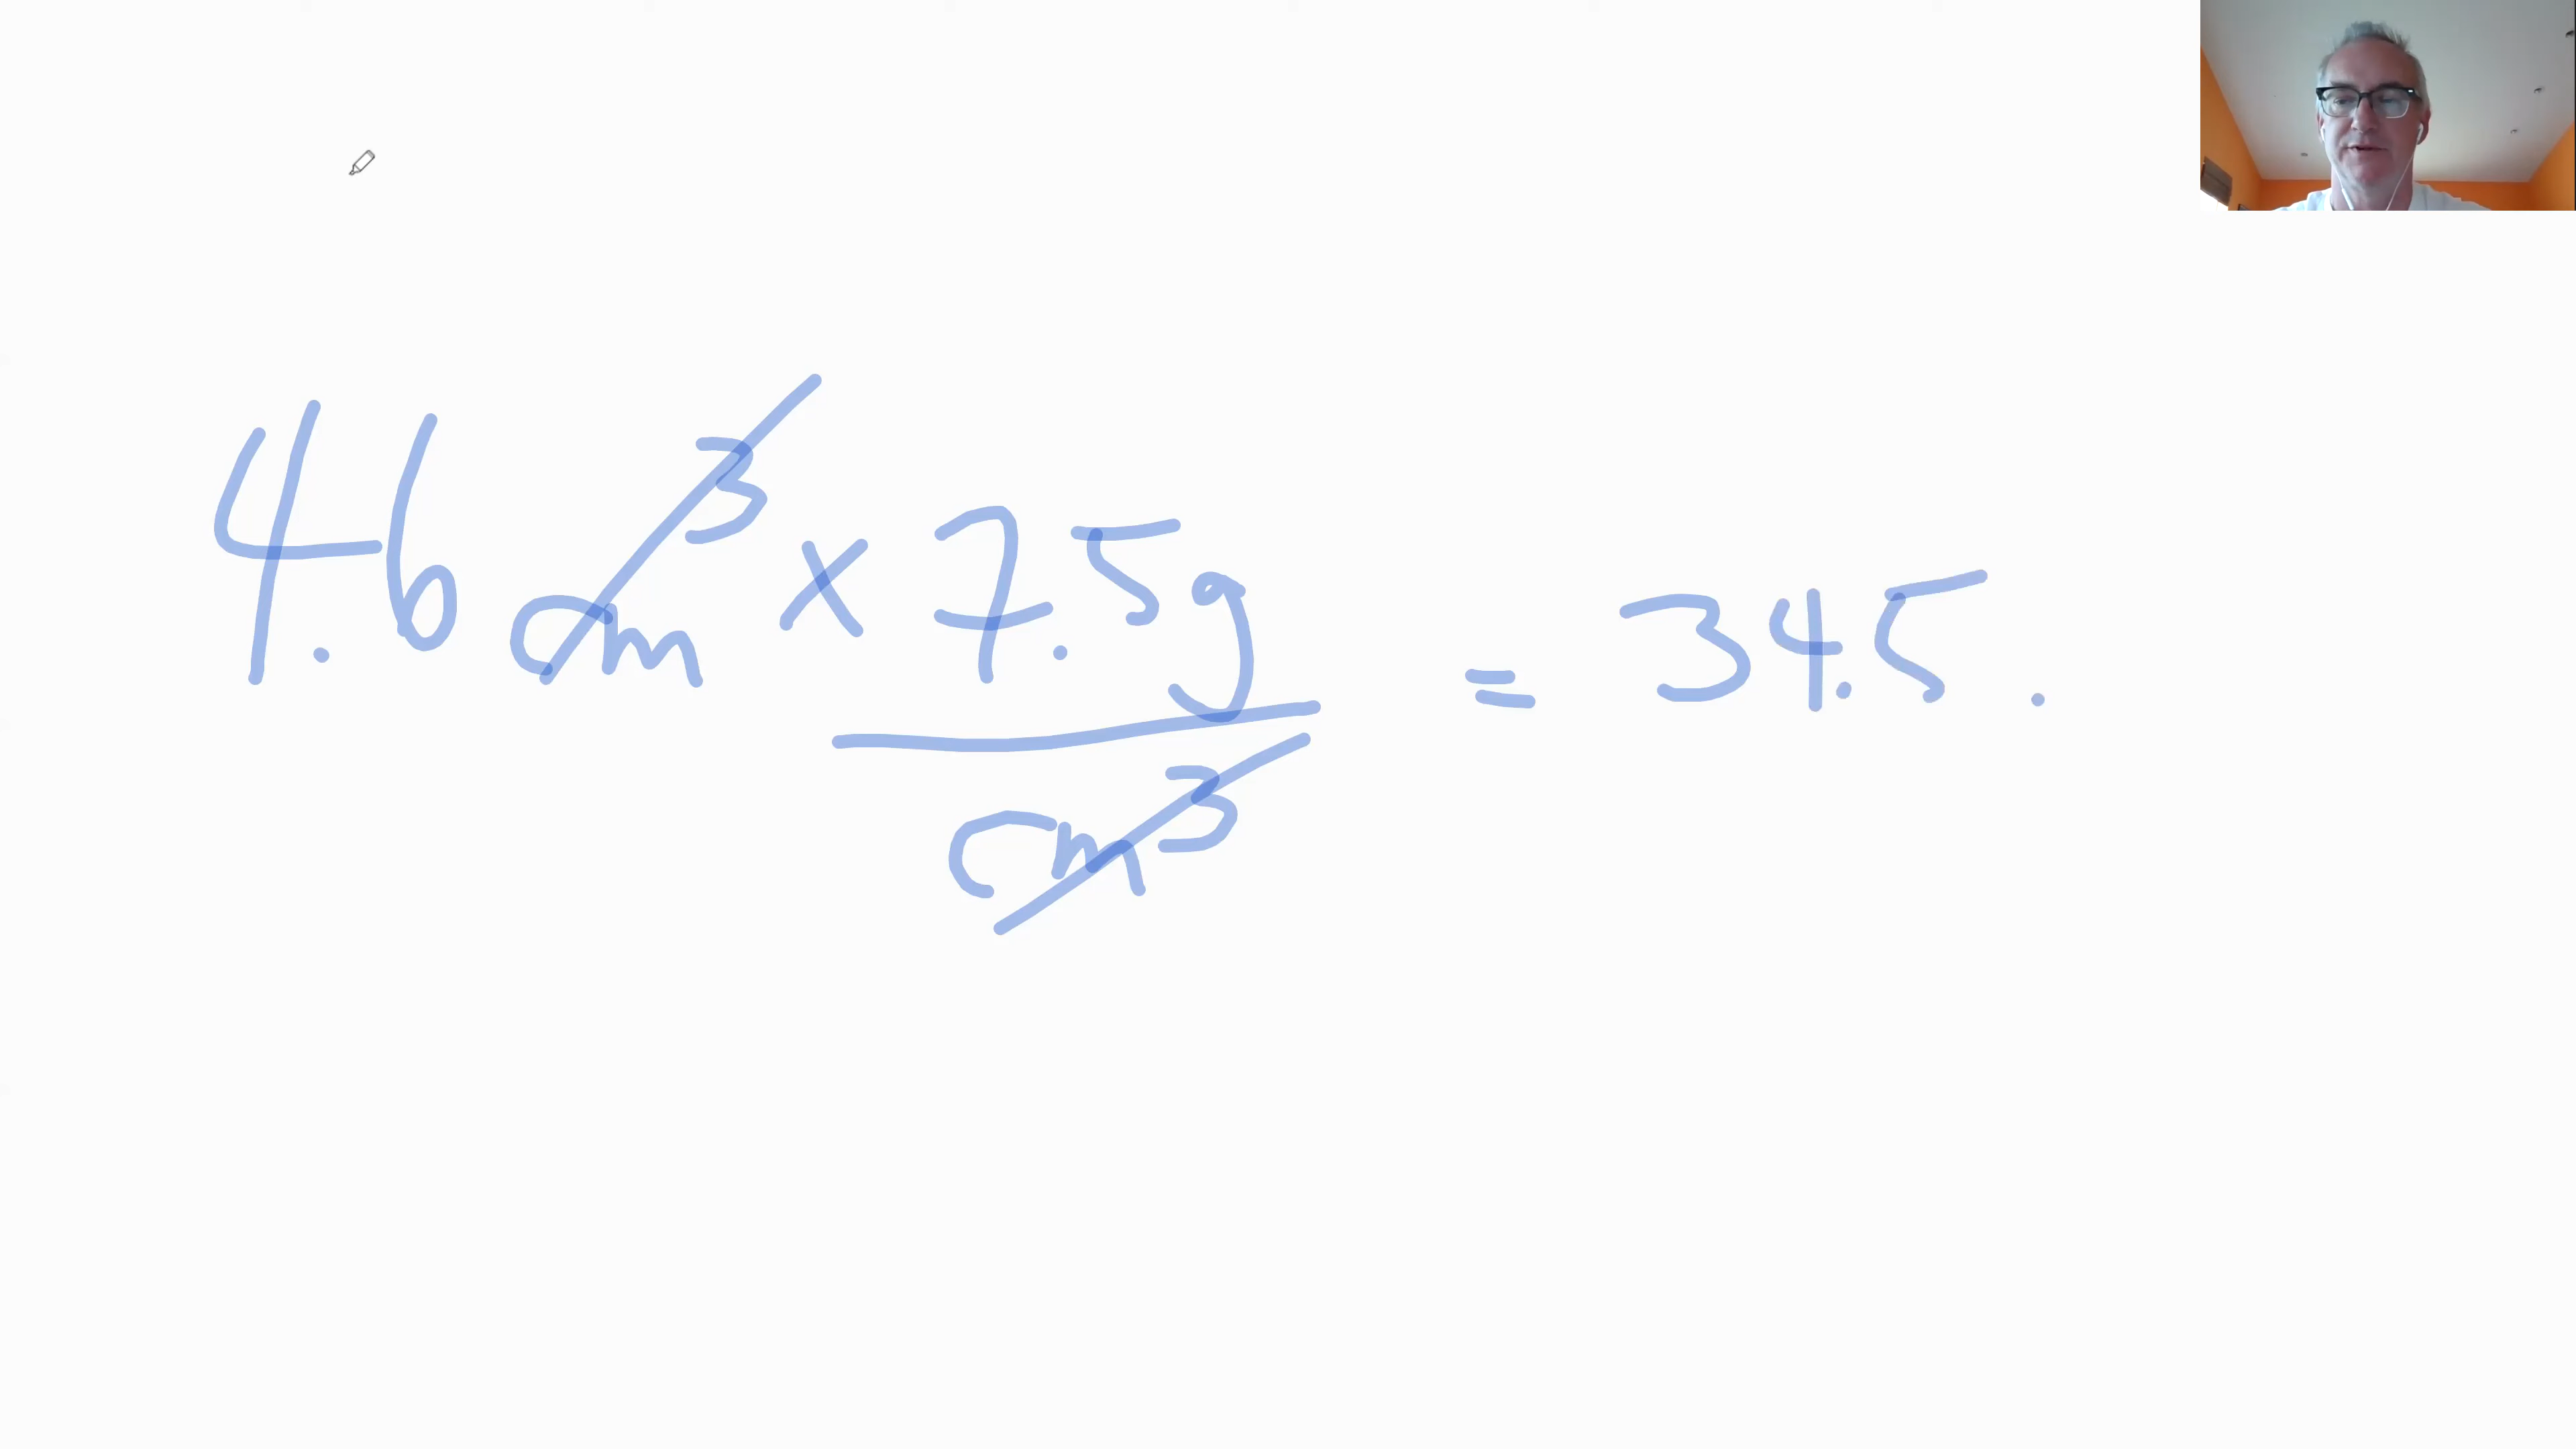 4.6 cm³ × 7.5g = 34.5 .
cm³